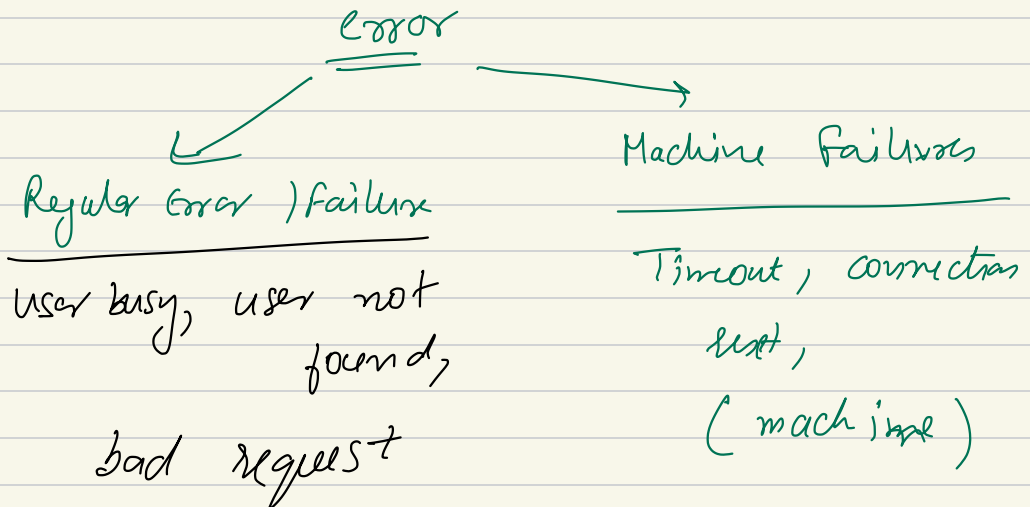 error
Regular Error / Failure
user busy, user not
found,
bad request
Machine Failures
Timeout, connection
reset,
(machine)